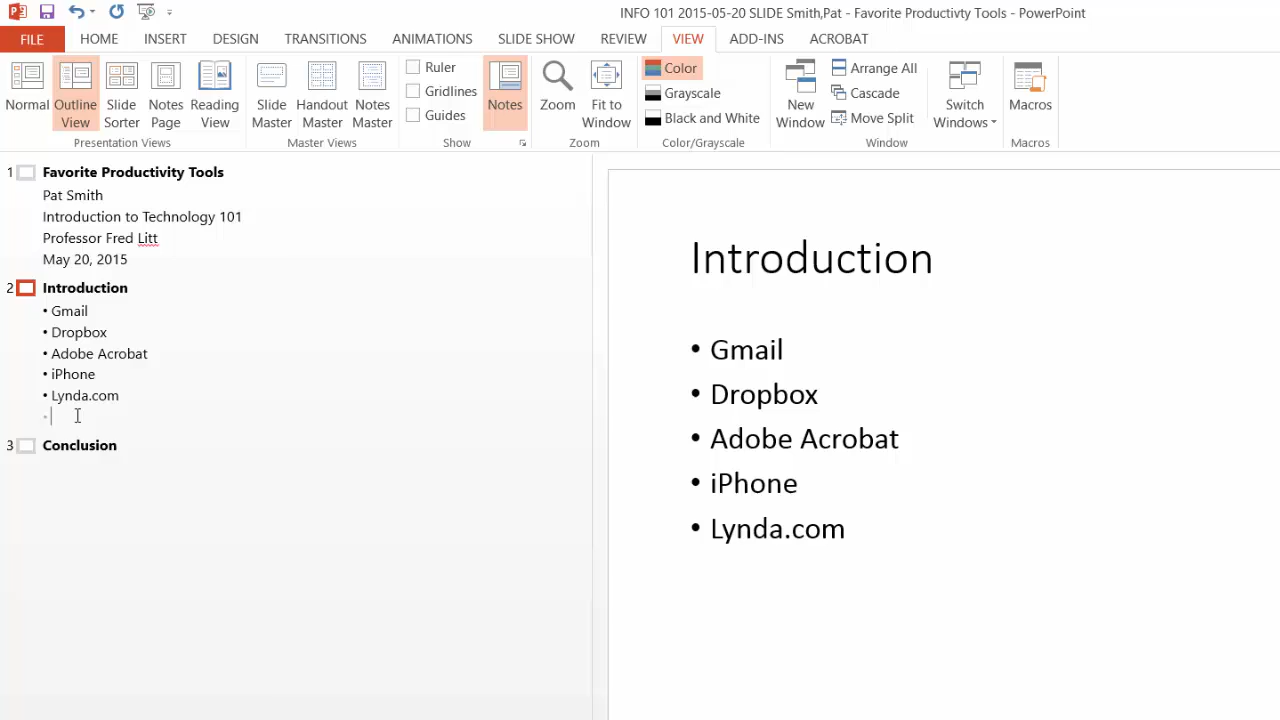 INFO 101 2015-05-20 SLIDE Smith,Pat - Favorite Productivty Tools - PowerPoint
FILE HOME INSERT DESIGN TRANSITIONS ANIMATIONS SLIDE SHOW REVIEW VIEW ADD-INS ACROBAT
Normal
Outline View
Slide Sorter
Notes Page
Reading View
Presentation Views
Slide Master
Handout Master
Notes Master
Master Views
Ruler
Gridlines
Guides
Show
Notes
Zoom
Fit to Window
Zoom
Color
Grayscale
Black and White
Color/Grayscale
New Window
Arrange All
Cascade
Move Split
Switch Windows
Window
Macros
Macros
1 Favorite Productivity Tools
Pat Smith
Introduction to Technology 101
Professor Fred Litt
May 20, 2015
2 Introduction
• Gmail
• Dropbox
• Adobe Acrobat
• iPhone
• Lynda.com
•
3 Conclusion
Introduction
• Gmail
• Dropbox
• Adobe Acrobat
• iPhone
• Lynda.com